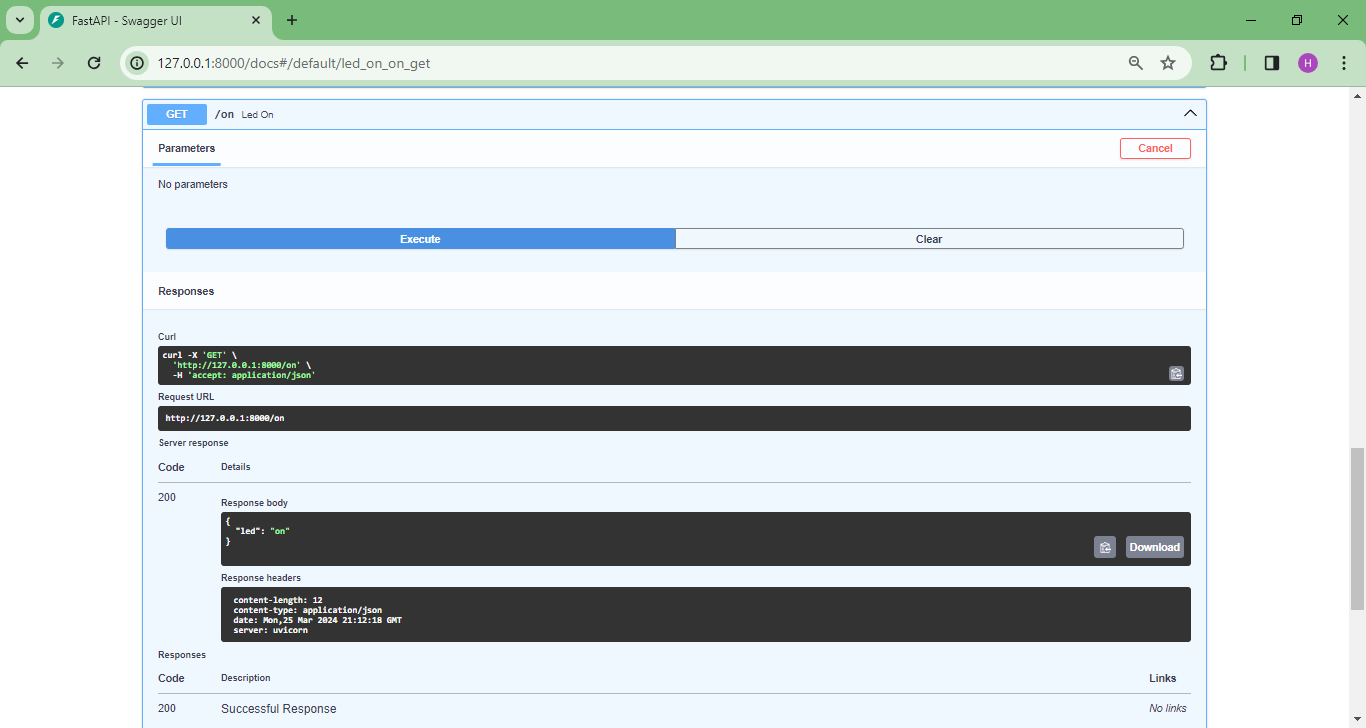 FastAPI - Swagger UI
127.0.0.1:8000/docs#/default/led_on_on_get
H
GET /on Led On
Parameters
Cancel
No parameters
Execute
Clear
Responses
Curl
curl -X 'GET' \
'http://127.0.0.1:8000/on' \
-H 'accept: application/json'
Request URL
http://127.0.0.1:8000/on
Server response
Code Details
200
Response body
{
"led": "on"
}
Download
Response headers
content-length: 12
content-type: application/json
date: Mon,25 Mar 2024 21:12:18 GMT
server: uvicorn
Responses
Code Description Links
200 Successful Response No links